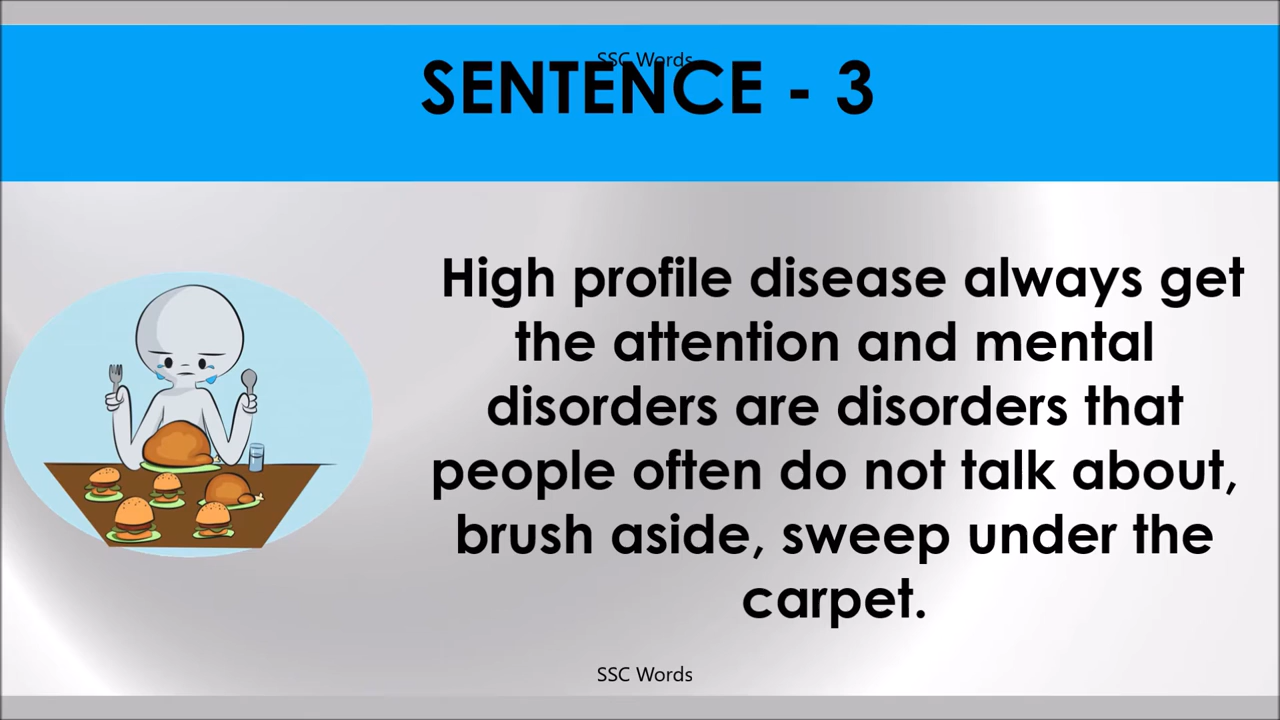 SSC Words
SENTENCE - 3
High profile disease always get
the attention and mental
disorders are disorders that
people often do not talk about,
brush aside, sweep under the
carpet.
SSC Words